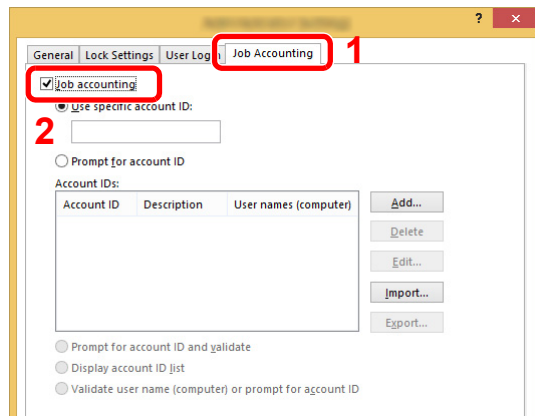 ?
General Lock Settings User Login Job Accounting 1
Job accounting
Use specific account ID:
2
Prompt for account ID
Account IDs:
Account ID Description User names (computer)
Add...
Delete
Edit...
Import...
Export...
Prompt for account ID and validate
Display account ID list
Validate user name (computer) or prompt for account ID